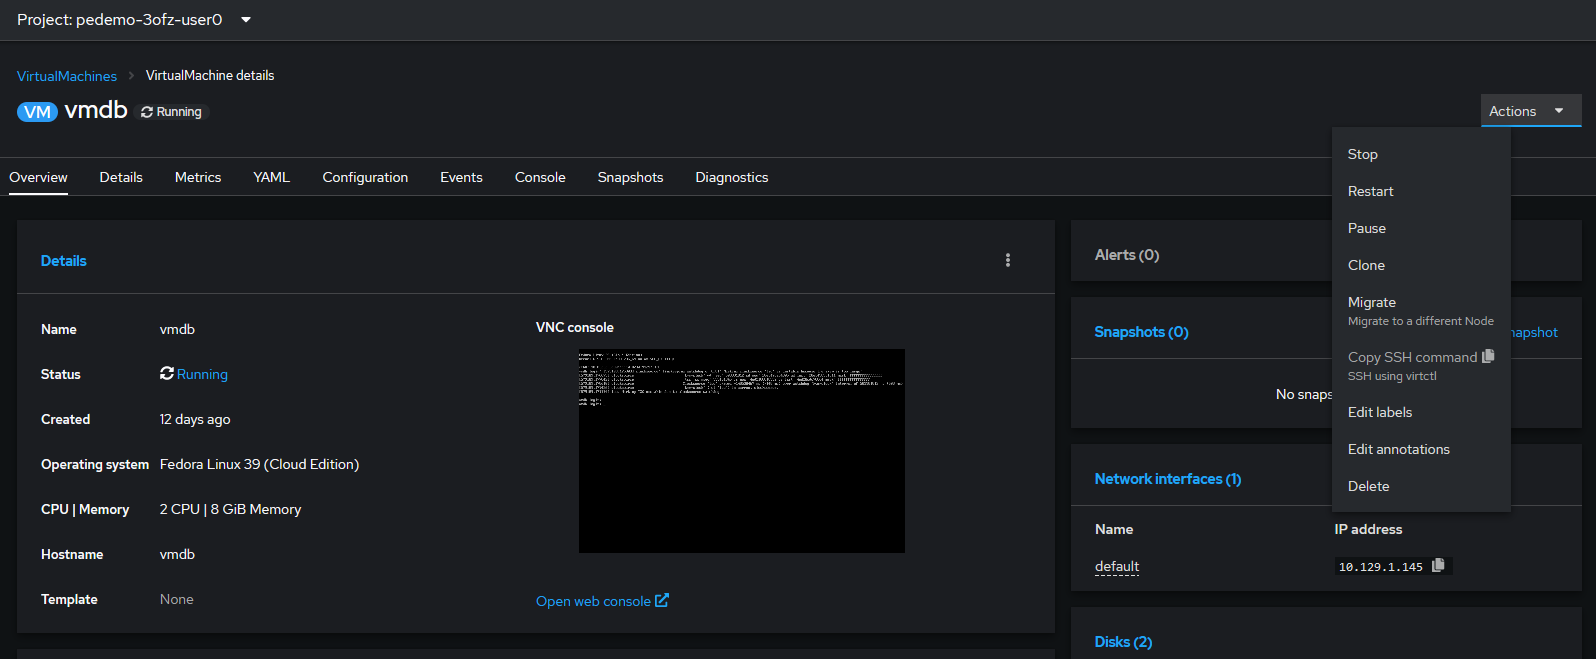 Project: pedemo-3ofz-user0
VirtualMachines > VirtualMachine details
VM vmdb Running
Actions
Stop
Restart
Pause
Clone
Migrate
Migrate to a different Node
Copy SSH command
SSH using virtctl
Edit labels
Edit annotations
Delete
Overview Details Metrics YAML Configuration Events Console Snapshots Diagnostics
Details
Name vmdb
Status Running
Created 12 days ago
Operating system Fedora Linux 39 (Cloud Edition)
CPU | Memory 2 CPU | 8 GiB Memory
Hostname vmdb
Template None
VNC console
Open web console
Alerts (0)
Snapshots (0)
No
Network interfaces (1)
Name IP address
default 10.129.1.145
Disks (2)